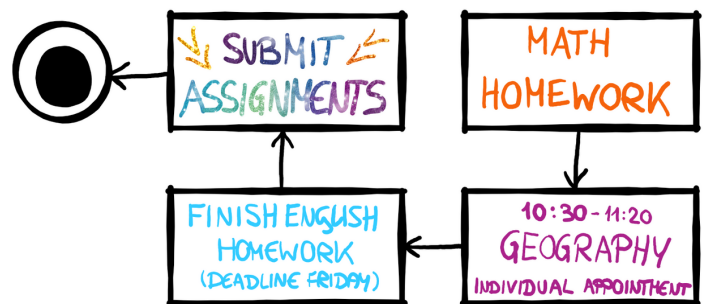 SUBMIT
ASSIGNMENTS
MATH
HOMEWORK
FINISH ENGLISH
HOMEWORK
(DEADLINE FRIDAY)
10:30-11:20
GEOGRAPHY
INDIVIDUAL APPOINTMENT